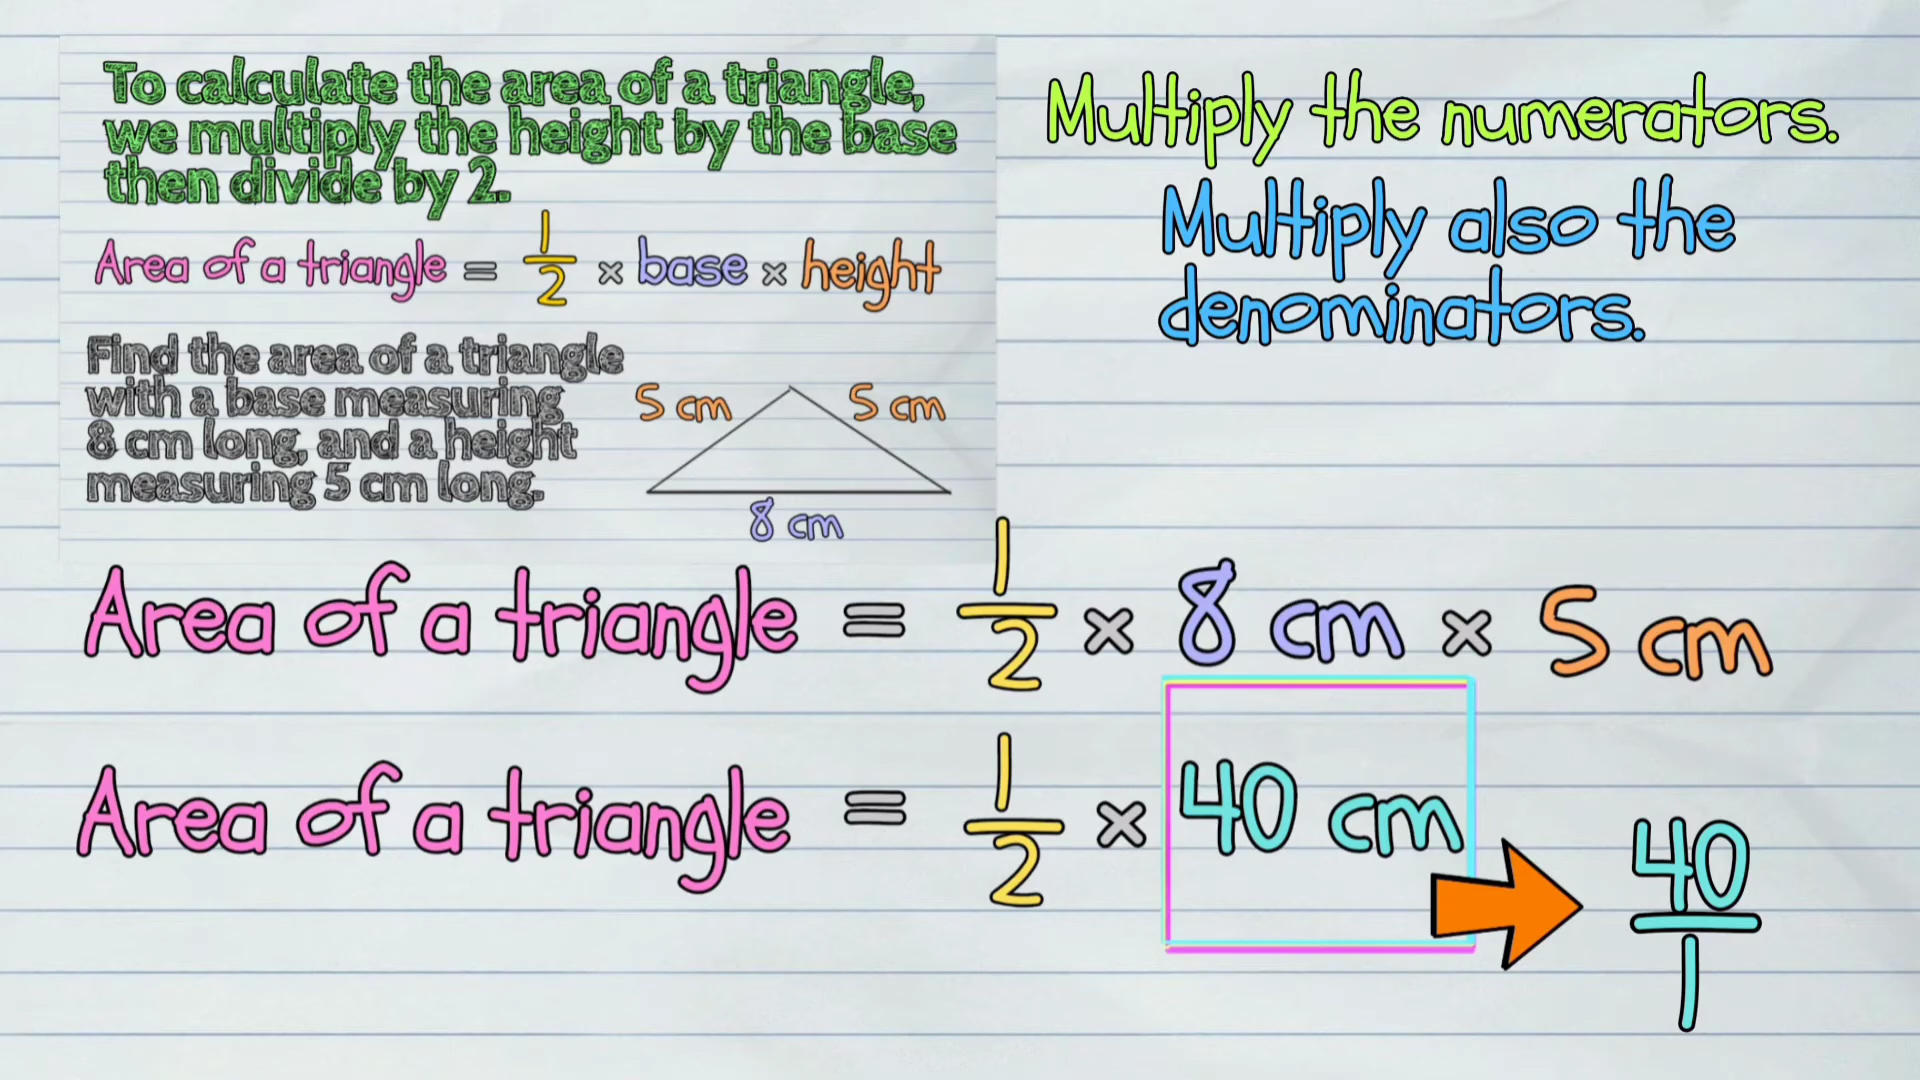 To calculate the area of a triangle,
we multiply the height by the base
then divide by 2.
Area of a triangle = 1/2 × base × height
Find the area of a triangle
with a base measuring
8 cm long, and a height
measuring 5 cm long.
5 cm 5 cm
8 cm
Multiply the numerators.
Multiply also the
denominators.
Area of a triangle = 1/2 × 8 cm × 5 cm
Area of a triangle = 1/2 × 40 cm
40/1